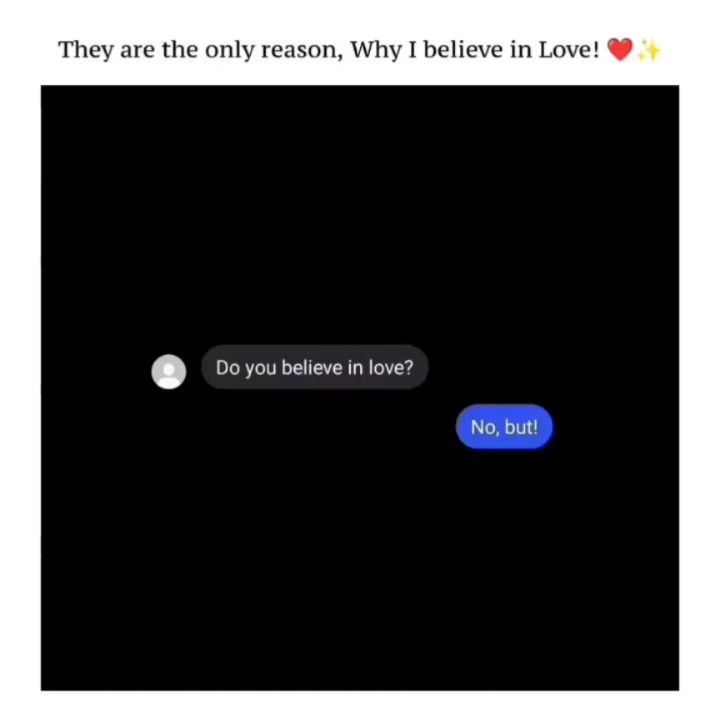 They are the only reason, Why I believe in Love! ❤️✨
Do you believe in love?
No, but!